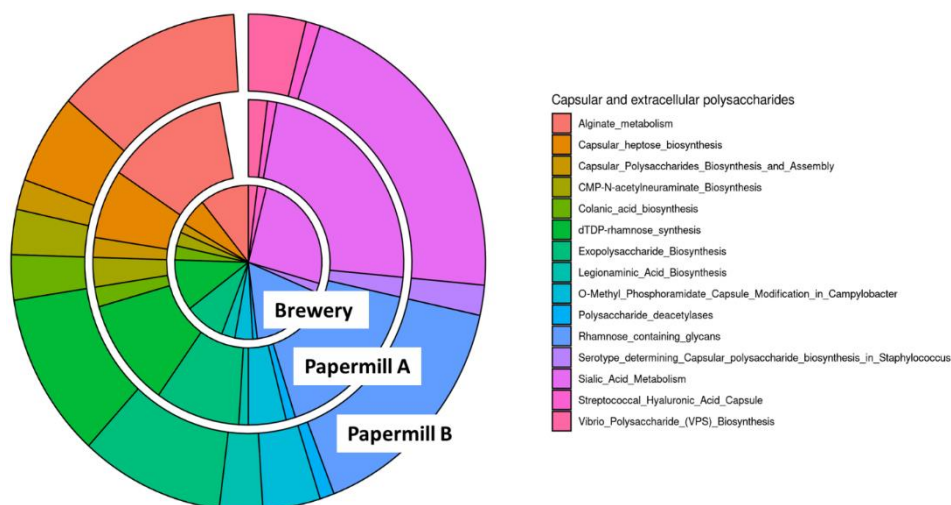 Brewery
Papermill A
Papermill B
Capsular and extracellular polysaccharides
Alginate_metabolism
Capsular_heptose_biosynthesis
Capsular_Polysaccharides_Biosynthesis_and_Assembly
CMP-N-acetylneuraminate_Biosynthesis
Colanic_acid_biosynthesis
dTDP-rhamnose_synthesis
Exopolysaccharide_Biosynthesis
Legionaminic_Acid_Biosynthesis
O-Methyl_Phosphoramidate_Capsule_Modification_in_Campylobacter
Polysaccharide_deacetylases
Rhamnose_containing_glycans
Serotype_determining_Capsular_polysaccharide_biosynthesis_in_Staphylococcus
Sialic_Acid_Metabolism
Streptococcal_Hyaluronic_Acid_Capsule
Vibrio_Polysaccharide_(VPS)_Biosynthesis